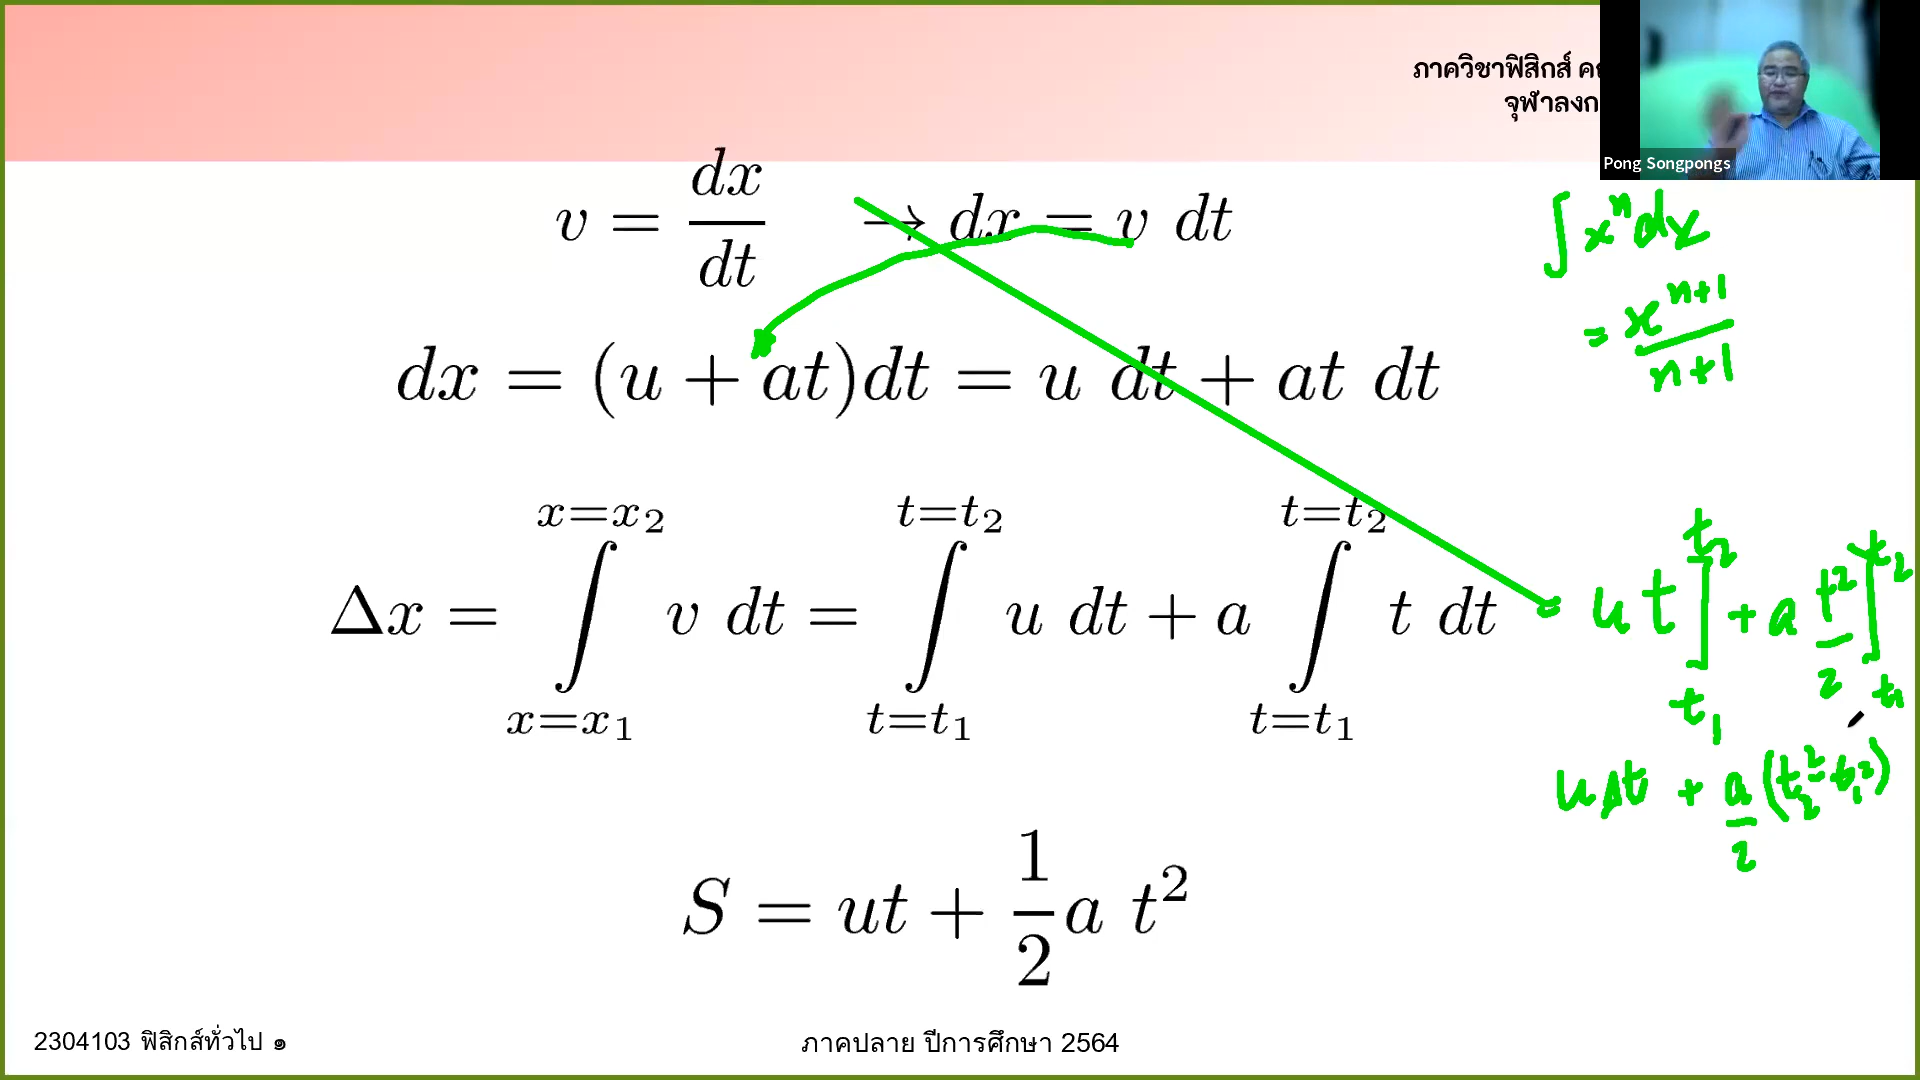 ภาควิชาฟิสิกส์
จุฬาลงก
Pong Songpongs
v = dx/dt → dx = v dt
∫ xⁿ dx
= xⁿ⁺¹/n+1
dx = (u + at)dt = u dt + at dt
Δx = ∫_{x=x₁}^{x=x₂} v dt = ∫_{t=t₁}^{t=t₂} u dt + a ∫_{t=t₁}^{t=t₂} t dt
= ut]_{t₁}^{t₂} + a t²/2]_{t₁}^{t₂}
uΔt + a/2 (t₂² - t₁²)
S = ut + 1/2 a t²
2304103 ฟิสิกส์ทั่วไป ๑
ภาคปลาย ปีการศึกษา 2564